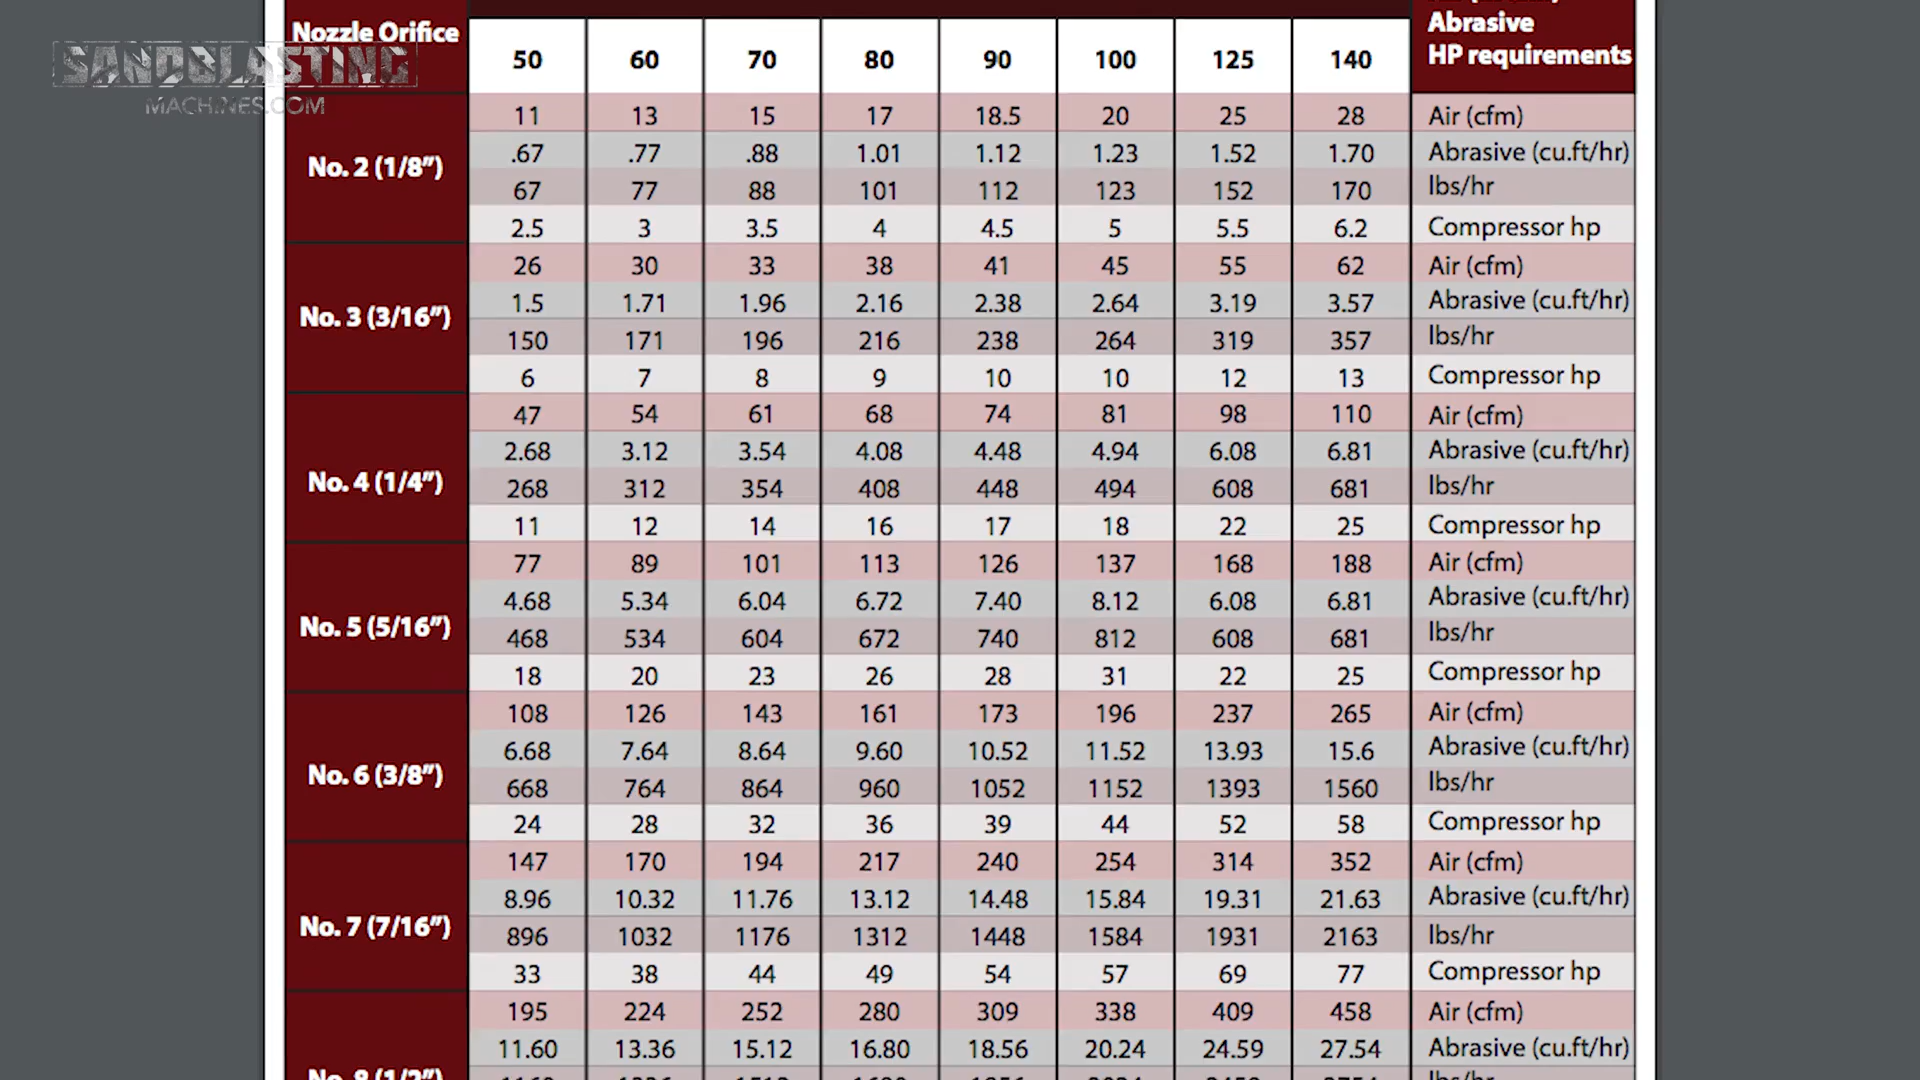 SANDBLASTING
MACHINES.COM
Nozzle Orifice
50 60 70 80 90 100 125 140
Abrasive
HP requirements
No. 2 (1/8")
11 13 15 17 18.5 20 25 28 Air (cfm)
.67 .77 .88 1.01 1.12 1.23 1.52 1.70 Abrasive (cu.ft/hr)
67 77 88 101 112 123 152 170 lbs/hr
2.5 3 3.5 4 4.5 5 5.5 6.2 Compressor hp
No. 3 (3/16")
26 30 33 38 41 45 55 62 Air (cfm)
1.5 1.71 1.96 2.16 2.38 2.64 3.19 3.57 Abrasive (cu.ft/hr)
150 171 196 216 238 264 319 357 lbs/hr
6 7 8 9 10 10 12 13 Compressor hp
No. 4 (1/4")
47 54 61 68 74 81 98 110 Air (cfm)
2.68 3.12 3.54 4.08 4.48 4.94 6.08 6.81 Abrasive (cu.ft/hr)
268 312 354 408 448 494 608 681 lbs/hr
11 12 14 16 17 18 22 25 Compressor hp
No. 5 (5/16")
77 89 101 113 126 137 168 188 Air (cfm)
4.68 5.34 6.04 6.72 7.40 8.12 6.08 6.81 Abrasive (cu.ft/hr)
468 534 604 672 740 812 608 681 lbs/hr
18 20 23 26 28 31 22 25 Compressor hp
No. 6 (3/8")
108 126 143 161 173 196 237 265 Air (cfm)
6.68 7.64 8.64 9.60 10.52 11.52 13.93 15.6 Abrasive (cu.ft/hr)
668 764 864 960 1052 1152 1393 1560 lbs/hr
24 28 32 36 39 44 52 58 Compressor hp
No. 7 (7/16")
147 170 194 217 240 254 314 352 Air (cfm)
8.96 10.32 11.76 13.12 14.48 15.84 19.31 21.63 Abrasive (cu.ft/hr)
896 1032 1176 1312 1448 1584 1931 2163 lbs/hr
33 38 44 49 54 57 69 77 Compressor hp
No. 8 (1/2")
195 224 252 280 309 338 409 458 Air (cfm)
11.60 13.36 15.12 16.80 18.56 20.24 24.59 27.54 Abrasive (cu.ft/hr)
lbs/hr